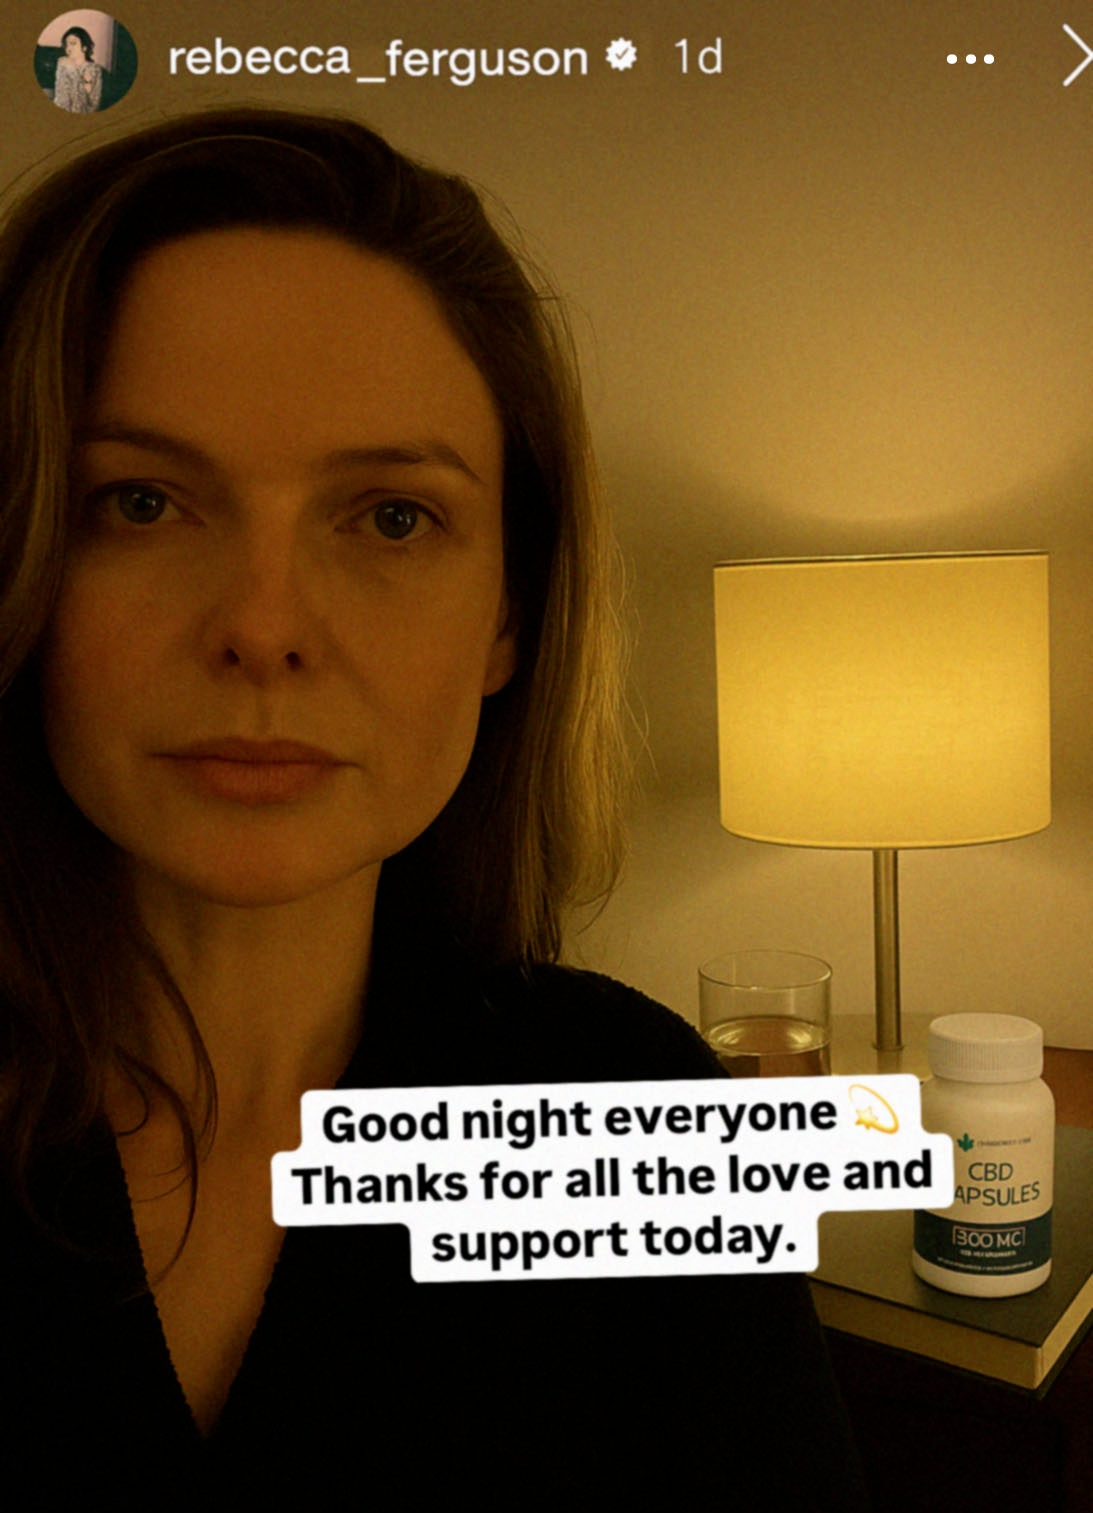 rebecca_ferguson 1d
Good night everyone 💫
Thanks for all the love and
support today.
CBD
APSULES
300 MC